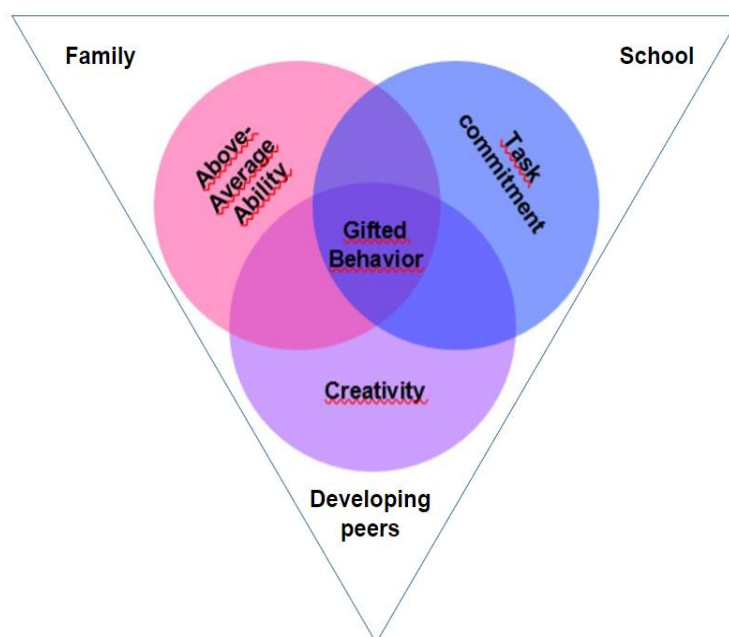 Family
School
Above-
Average
Ability
Task
commitment
Gifted
Behavior
Creativity
Developing
peers